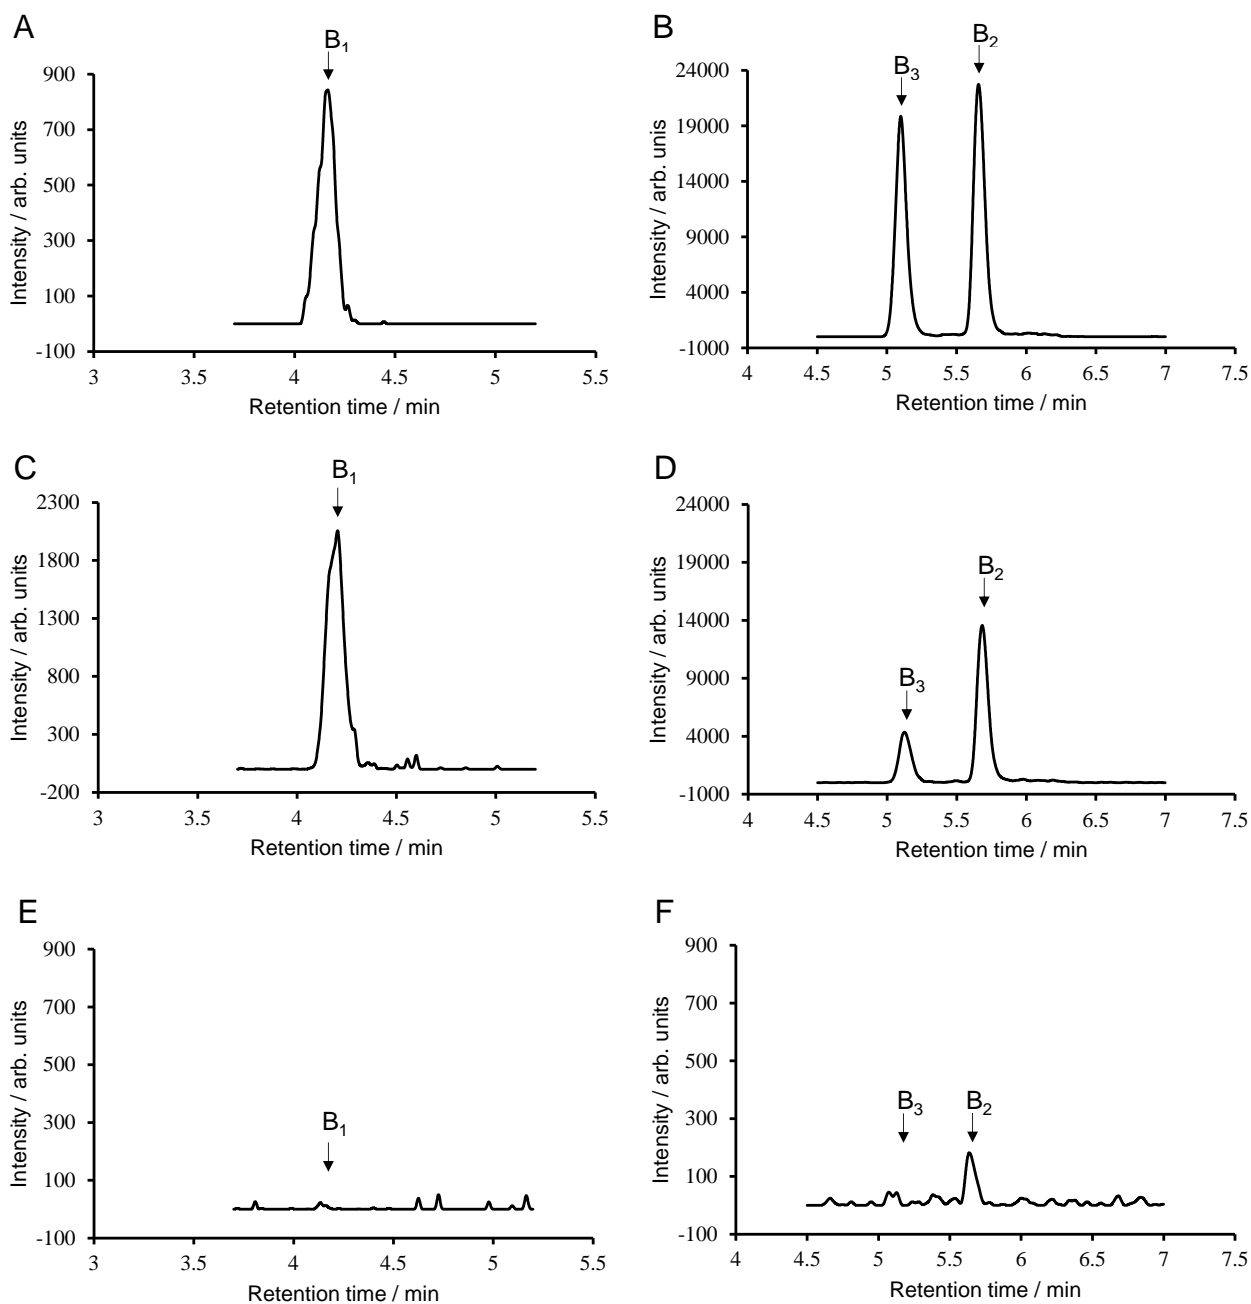 A
B₁
900
700
500
300
100
-100
3
3.5
4
4.5
5
5.5
Intensity / arb. units
Retention time / min
B
B₃
B₂
24000
19000
14000
9000
4000
-1000
4
4.5
5
5.5
6
6.5
7
7.5
Intensity / arb. unis
Retention time / min
C
B₁
2300
1800
1300
800
300
-200
3
3.5
4
4.5
5
5.5
Intensity / arb. units
Retention time / min
D
B₃
B₂
24000
19000
14000
9000
4000
-1000
4
4.5
5
5.5
6
6.5
7
7.5
Intensity / arb. units
Retention time / min
E
B₁
900
700
500
300
100
-100
3
3.5
4
4.5
5
5.5
Intensity / arb. units
Retention time / min
F
B₃
B₂
900
700
500
300
100
-100
4
4.5
5
5.5
6
6.5
7
7.5
Intensity / arb. units
Retention time / min